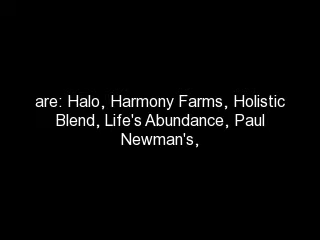 are: Halo, Harmony Farms, Holistic
Blend, Life's Abundance, Paul
Newman's,